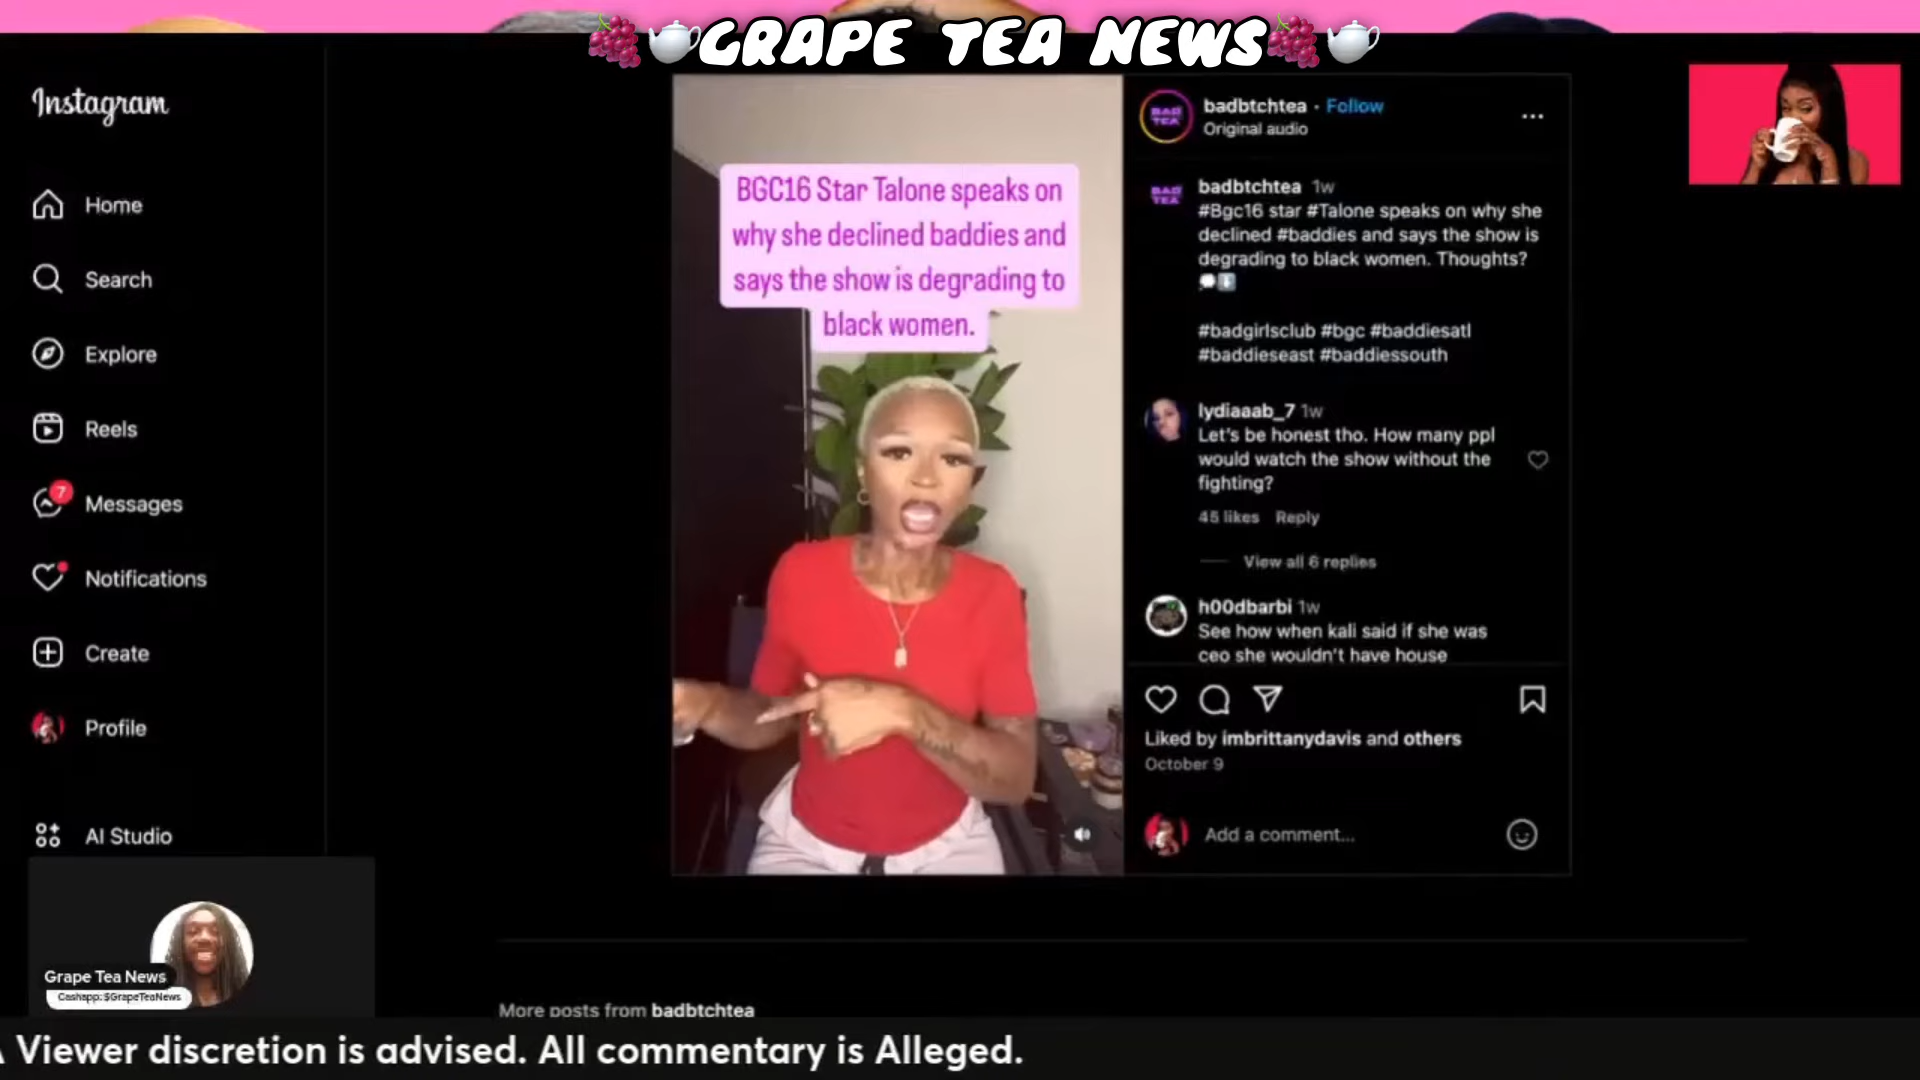 GRAPE TEA NEWS
Instagram
Home
Search
Explore
Reels
7
Messages
Notifications
Create
Profile
AI Studio
BGC16 Star Talone speaks on
why she declined baddies and
says the show is degrading to
black women.
BAD
TEA
badbtchtea · Follow
Original audio
BAD
TEA
badbtchtea 1w
#Bgc16 star #Talone speaks on why she
declined #baddies and says the show is
degrading to black women. Thoughts?
#badgirlsclub #bgc #baddiesatl
#baddieseast #baddiessouth
lydiaaab_7 1w
Let's be honest tho. How many ppl
would watch the show without the
fighting?
45 likes Reply
View all 6 replies
h00dbarbi 1w
See how when kali said if she was
ceo she wouldn't have house
Liked by imbrittanydavis and others
October 9
Add a comment...
Grape Tea News
Cashapp: $GrapeTeaNews
More posts from badbtchtea
Viewer discretion is advised. All commentary is Alleged.